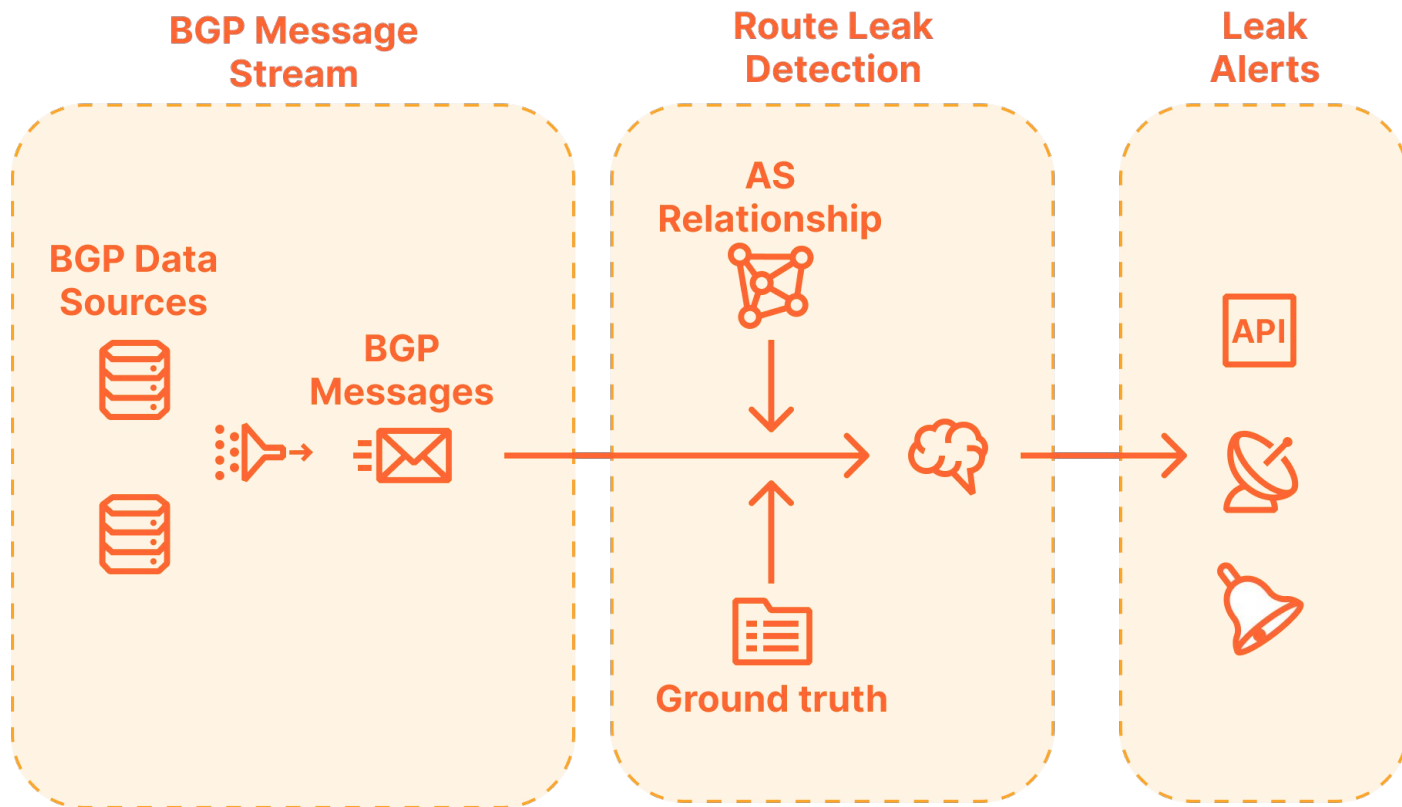 BGP Message
Stream
Route Leak
Detection
Leak
Alerts
BGP Data
Sources
BGP
Messages
AS
Relationship
Ground truth
API